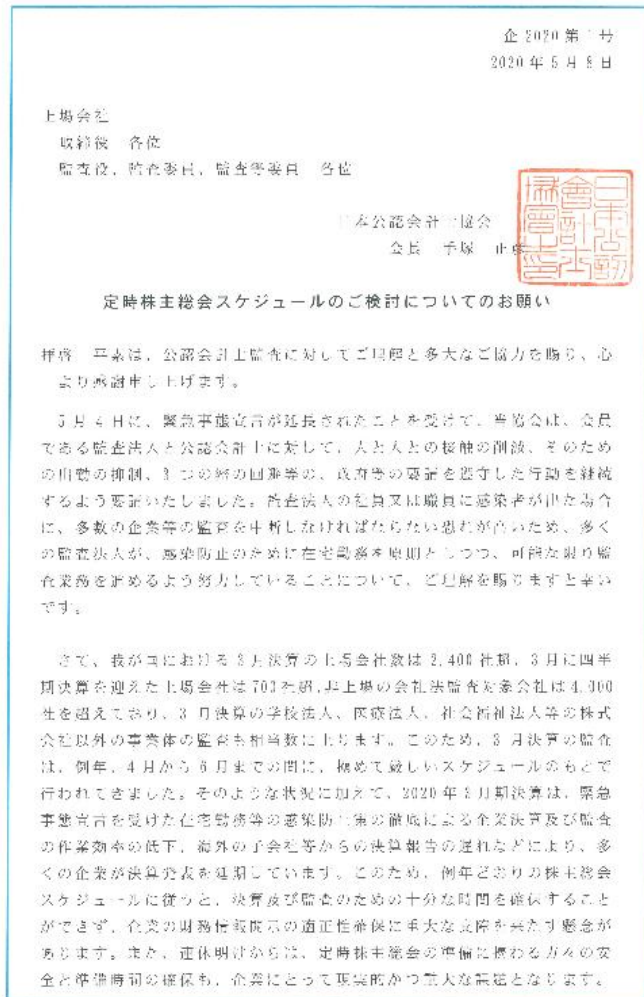 企 2020 第 1 号
2020 年 5 月 8 日
上場会社
取締役 各位
監査役、監査委員、監査等委員 各位
日本公認会計士協会
会長 手塚 正彦
日本公認會計士協會之印
定時株主総会スケジュールのご検討についてのお願い
拝啓 平素は、公認会計士監査に対してご理解と多大なご協力を賜り、心
より感謝申し上げます。
5 月 4 日に、緊急事態宣言が延長されたことを受けて、当協会は、会員
である監査法人と公認会計士に対して、人と人との接触の削減、そのため
の出勤の抑制、3 つの密の回避等の、政府等の要請を遵守した行動を継続
するよう要請いたしました。監査法人の社員又は職員に感染者が出た場合
に、多数の企業等の監査を中断しなければならない恐れが高いため、多く
の監査法人が、感染防止のために在宅勤務を原則としつつ、可能な限り監
査業務を進めるよう努力していることについて、ご理解を賜りますと幸い
です。
さて、我が国における 3 月決算の上場会社数は 2,400 社超、3 月に四半
期決算を迎えた上場会社は 700 社超、非上場の会社法監査対象会社は 4,000
社を超えており、3 月決算の学校法人、医療法人、社会福祉法人等の株式
会社以外の事業体の監査も相当数に上ります。このため、3 月決算の監査
は、例年、4 月から 6 月までの間に、極めて厳しいスケジュールのもとで
行われてきました。そのような状況に加えて、2020 年 3 月期決算は、緊急
事態宣言を受けた在宅勤務等の感染防止策の徹底による企業決算及び監査
の作業効率の低下、海外の子会社等からの決算報告の遅れなどにより、多
くの企業が決算発表を延期しています。このため、例年どおりの株主総会
スケジュールに従うと、決算及び監査のための十分な時間を確保すること
ができず、企業の財務情報開示の適正性確保に重大な支障を来たす懸念が
あります。また、連休明けからは、定時株主総会の準備に携わる方々の安
全と準備時間の確保も、企業にとって現実的かつ重大な課題となります。